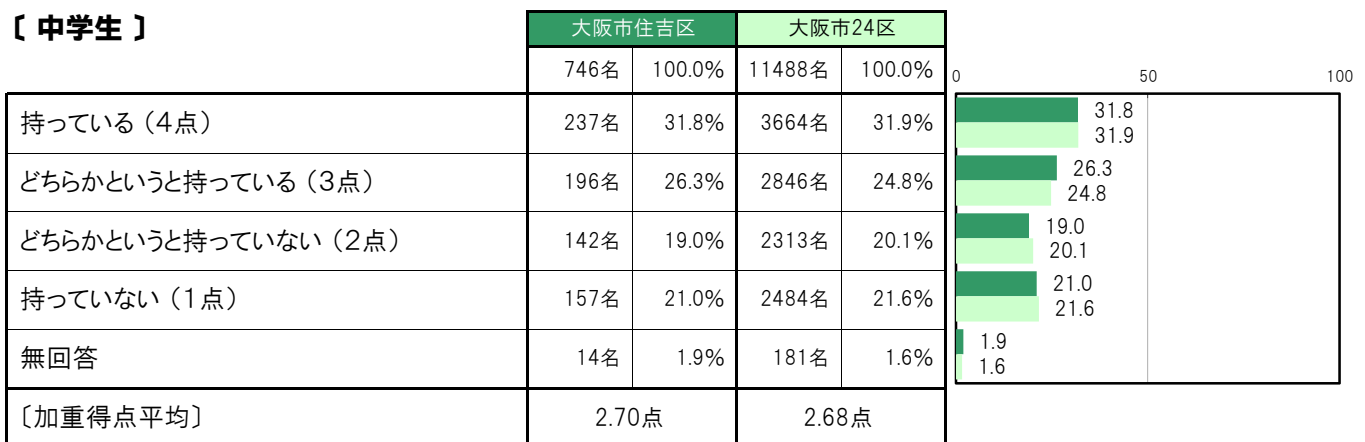 〔 中学生 〕
大阪市住吉区 大阪市24区
746名 100.0% 11488名 100.0%
0 50 100
持っている（4点） 237名 31.8% 3664名 31.9%
31.8
31.9
どちらかというと持っている（3点） 196名 26.3% 2846名 24.8%
26.3
24.8
どちらかというと持っていない（2点） 142名 19.0% 2313名 20.1%
19.0
20.1
持っていない（1点） 157名 21.0% 2484名 21.6%
21.0
21.6
無回答 14名 1.9% 181名 1.6%
1.9
1.6
〔加重得点平均〕 2.70点 2.68点